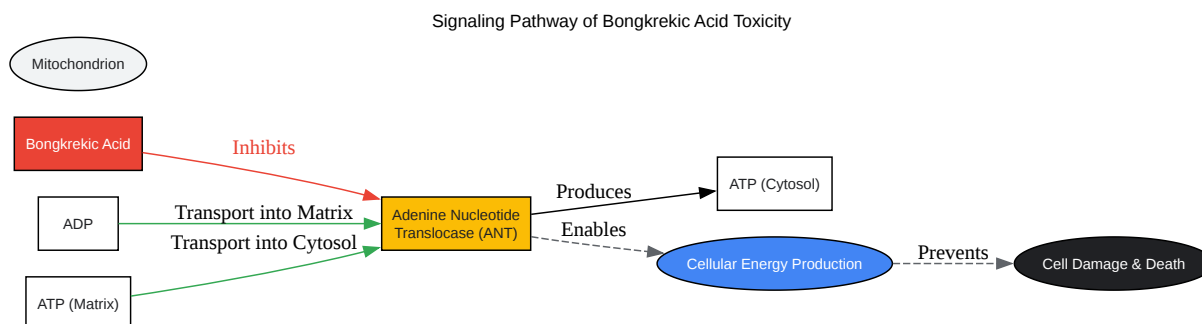 Signaling Pathway of Bongkrekic Acid Toxicity
Mitochondrion
Bongkrekic Acid
Inhibits
ADP
Transport into Matrix
Transport into Cytosol
ATP (Matrix)
Adenine Nucleotide
Translocase (ANT)
Produces
ATP (Cytosol)
Enables
Cellular Energy Production
Prevents
Cell Damage & Death